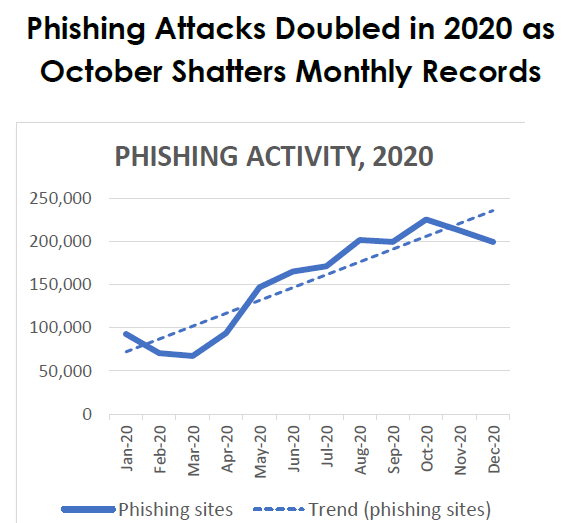 Phishing Attacks Doubled in 2020 as
October Shatters Monthly Records
PHISHING ACTIVITY, 2020
250,000
200,000
150,000
100,000
50,000
0
Jan-20
Feb-20
Mar-20
Apr-20
May-20
Jun-20
Jul-20
Aug-20
Sep-20
Oct-20
Nov-20
Dec-20
Phishing sites
Trend (phishing sites)